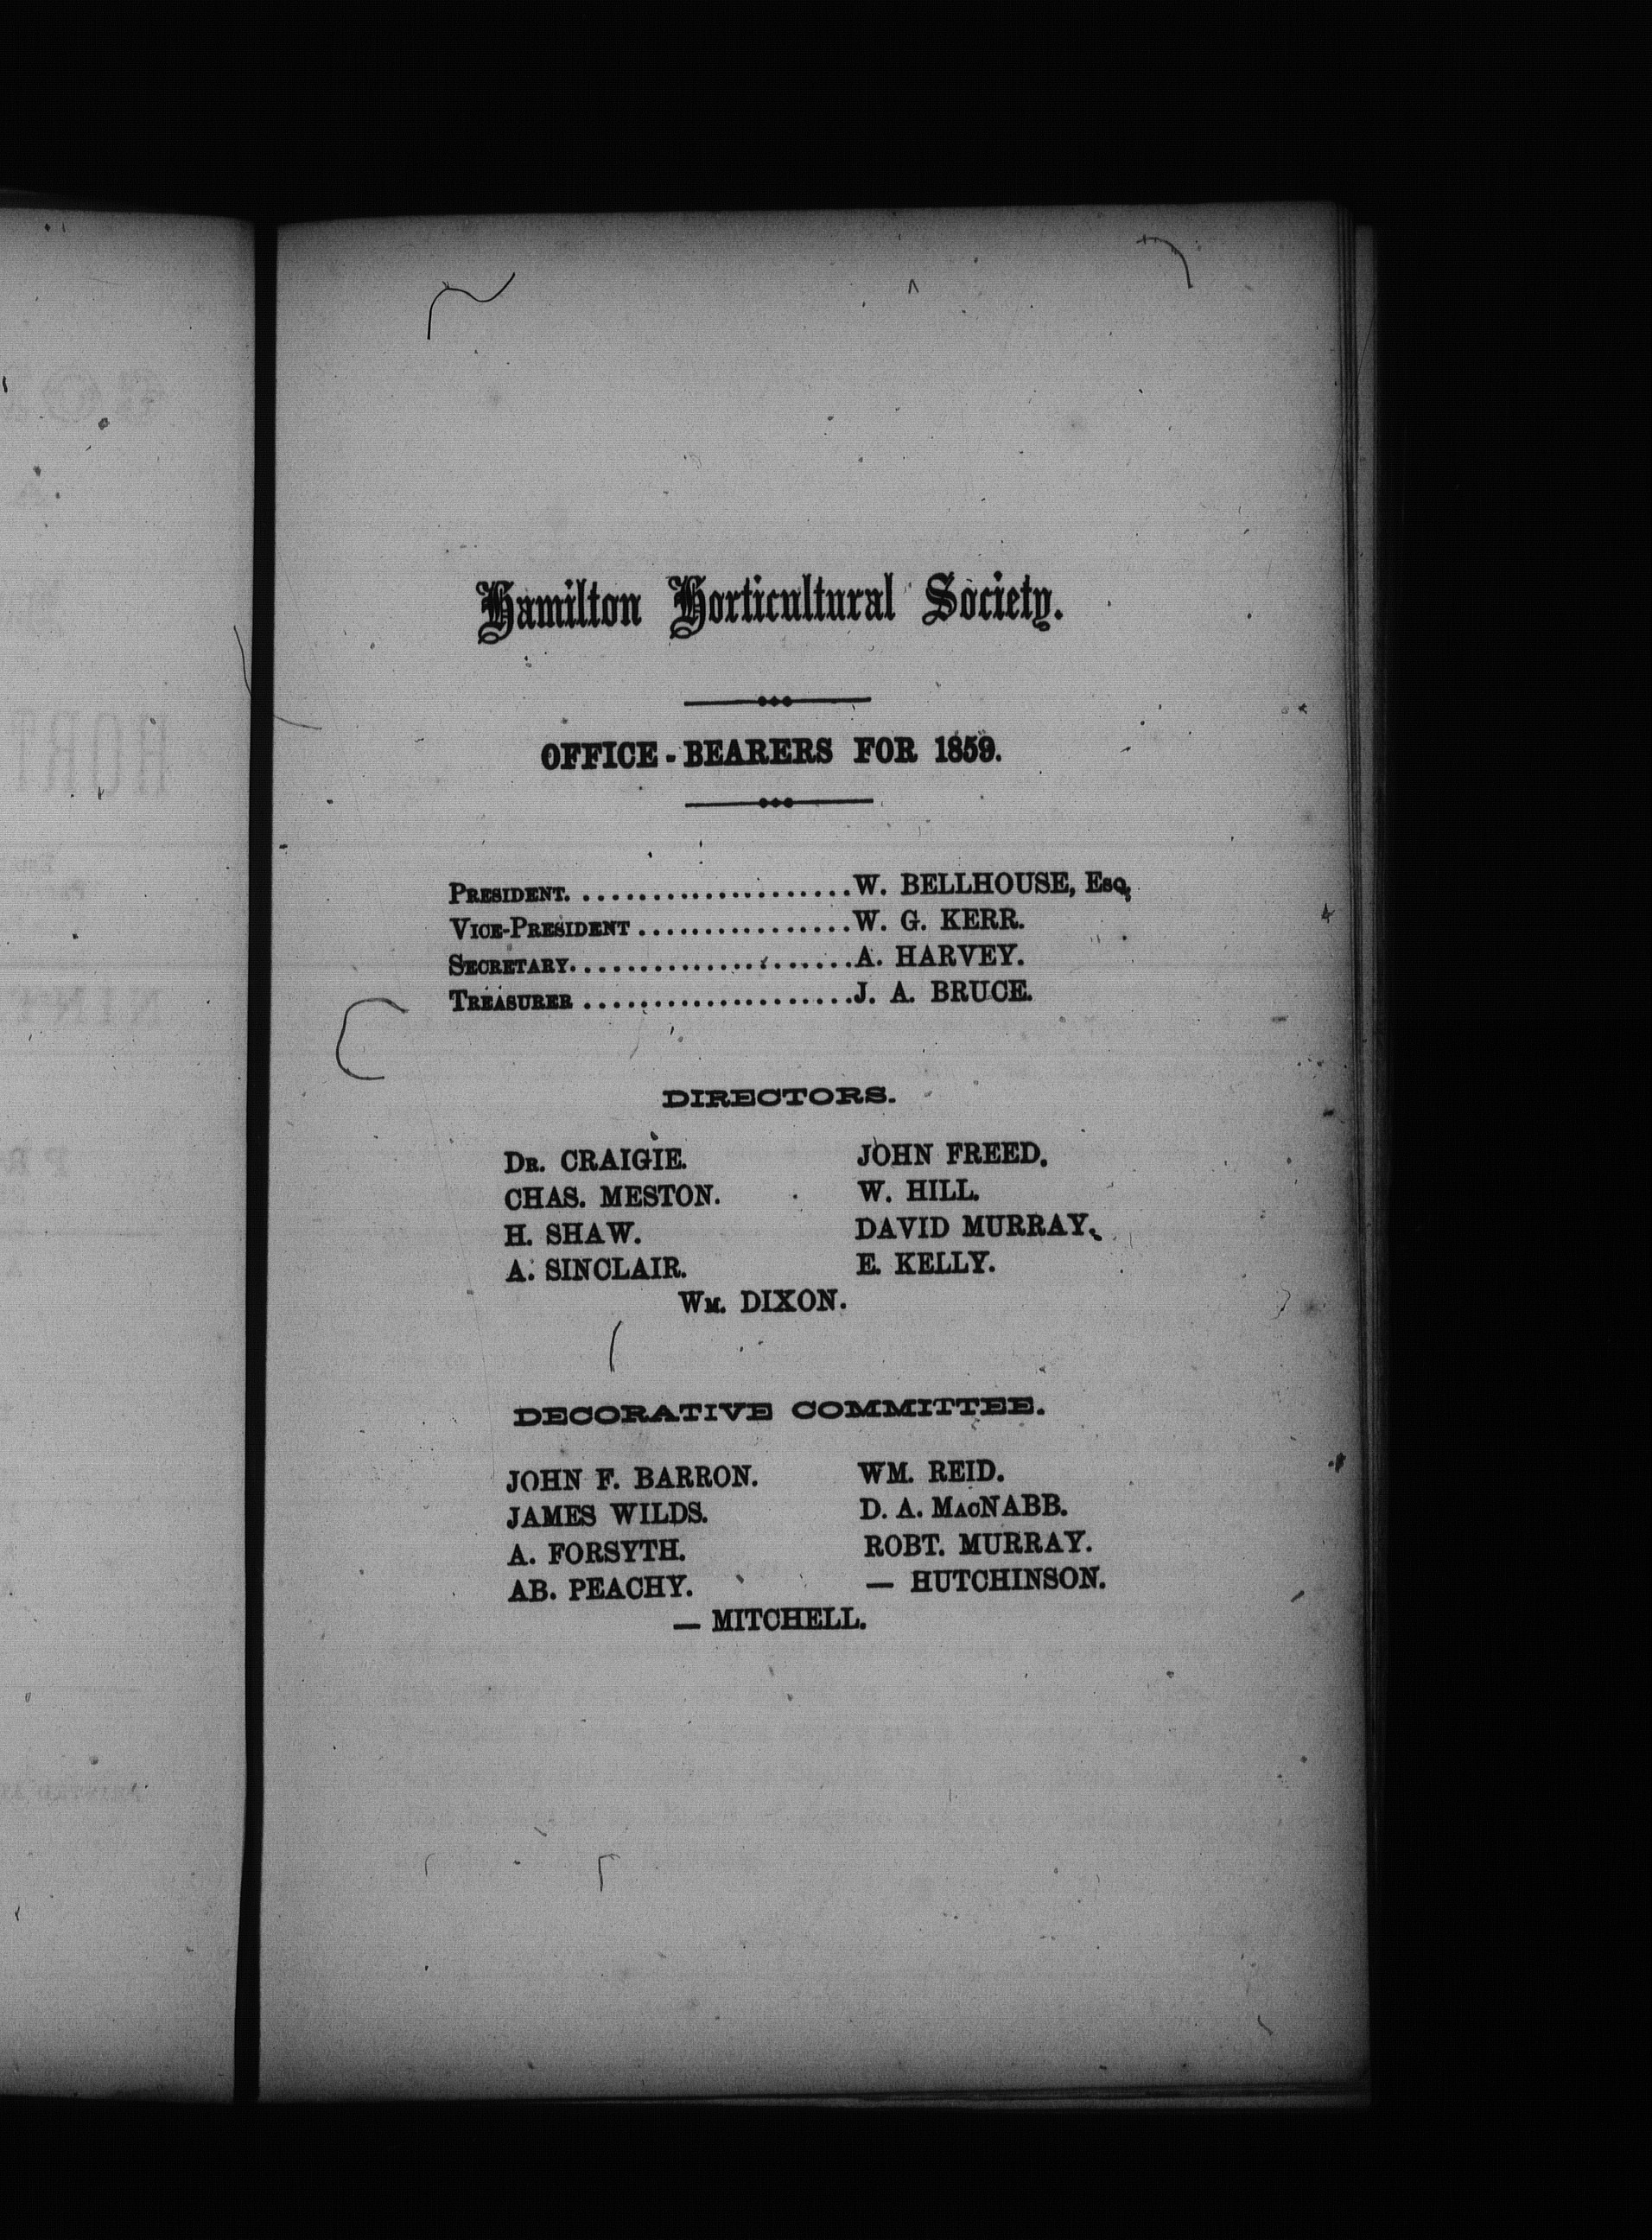 Hamilton Horticultural Society.
OFFICE-BEARERS FOR 1859.
PRESIDENT.....................W. BELLHOUSE, ESQ.
VICE-PRESIDENT................W. G. KERR.
SECRETARY.....................A. HARVEY.
TREASURER.....................J. A. BRUCE.
DIRECTORS.
DR. CRAIGIE. JOHN FREED.
CHAS. MESTON. W. HILL.
H. SHAW. DAVID MURRAY.
A. SINCLAIR. E. KELLY.
WM. DIXON.
DECORATIVE COMMITTEE.
JOHN F. BARRON. WM. REID.
JAMES WILDS. D. A. MACNABB.
A. FORSYTH. ROBT. MURRAY.
AB. PEACHY. — HUTCHINSON.
— MITCHELL.